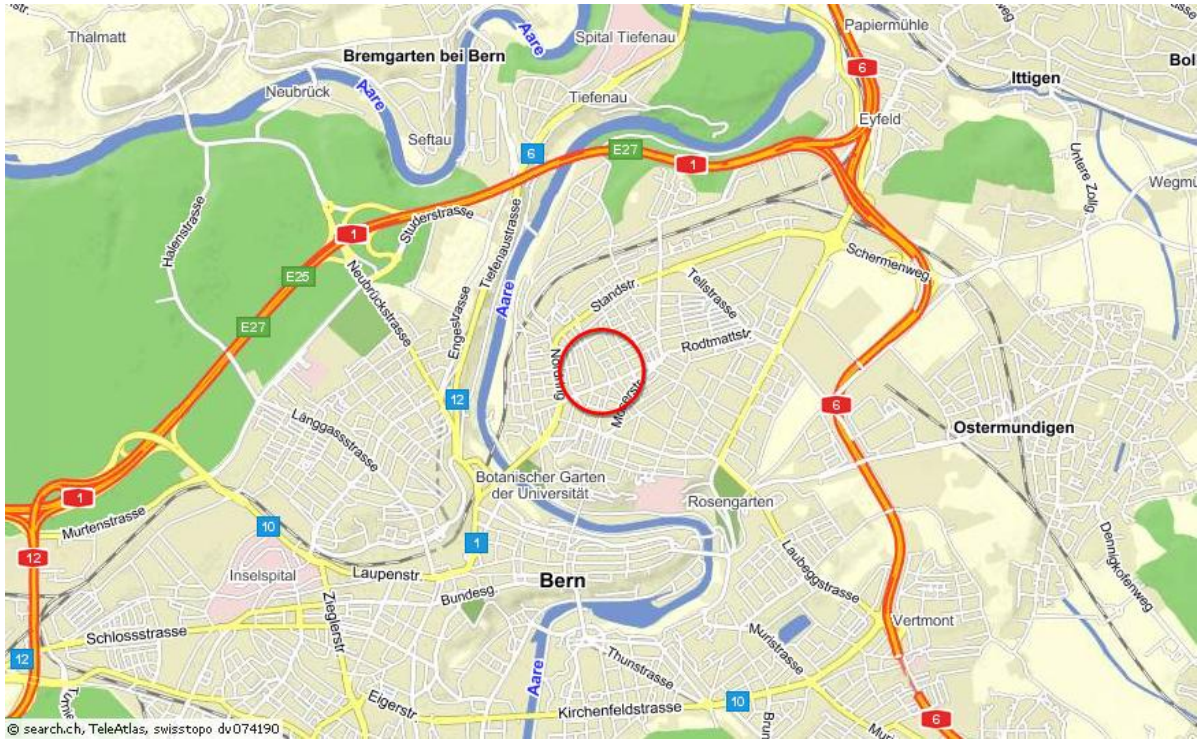 str.
Thalmatt
Bremgarten bei Bern
Aare
Spital Tiefenau
Papiermühle
weg
Ittigen
Bol
6
Neubrück
Aare
Tiefenau
Seftau
Eyfeld
6
E27
1
Untere Zollg.
Wegmü
Halenstrasse
Studerstrasse
1
Tiefenaustrasse
Schermenweg
E25
Neubrückstrasse
Aare
Standstr.
Tellstrasse
E27
Engestrasse
Nordring
Rodtmattstr.
Moserstr.
12
6
Länggassstrasse
Ostermundigen
Botanischer Garten
der Universität
Rosengarten
1
Murtenstrasse
10
1
12
Inselspital
Laupenstr.
Bern
Bundesg.
Laubeggstrasse
Dennigkofenweg
Zieglerstr
Schlossstrasse
Muristrasse
Vertmont
12
Thunstrasse
Aare
Eigerstr
Kirchenfeldstrasse
10
6
© search.ch, TeleAtlas, swisstopo dv074190